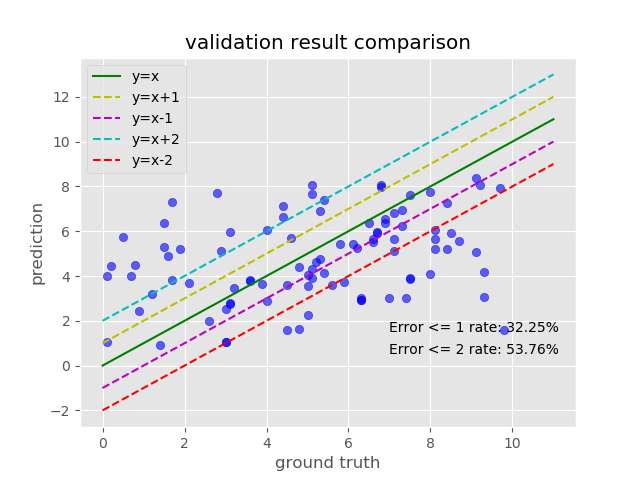 validation result comparison
y=x
y=x+1
y=x-1
y=x+2
y=x-2
12
10
8
6
4
2
0
−2
prediction
Error <= 1 rate: 32.25%
Error <= 2 rate: 53.76%
0 2 4 6 8 10
ground truth